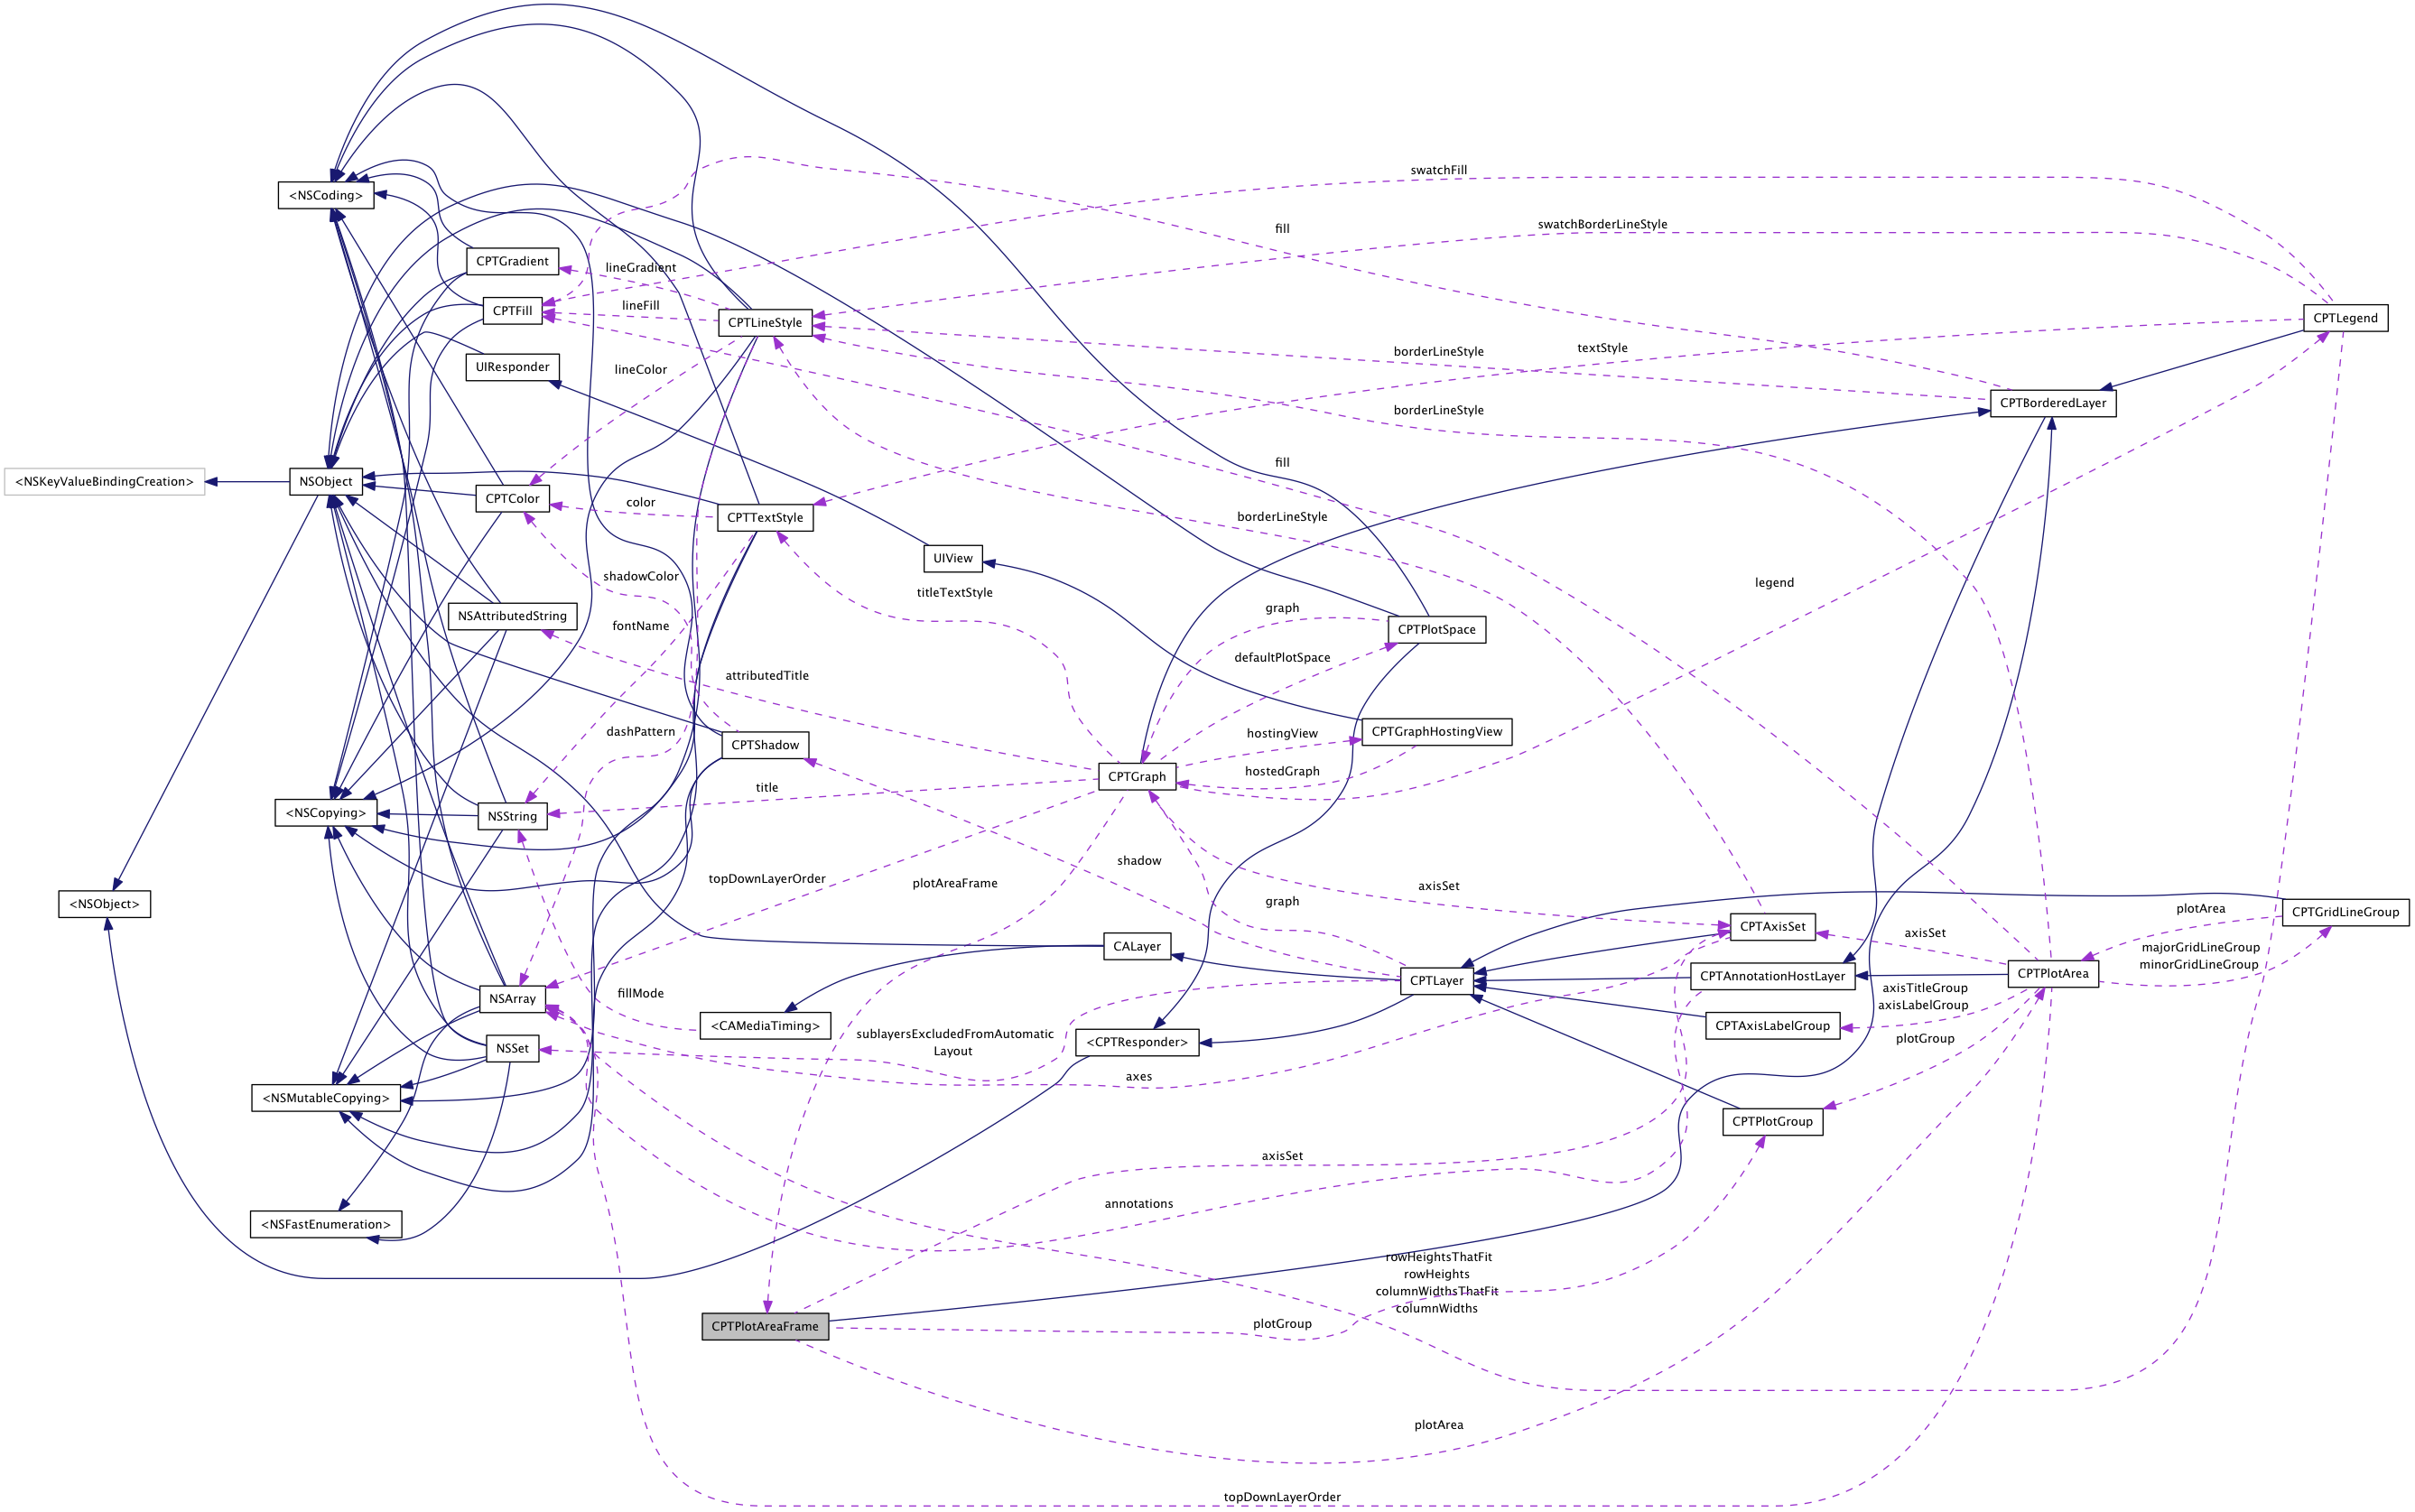 swatchFill
<NSCoding>
fill
swatchBorderLineStyle
CPTGradient
lineGradient
CPTFill
lineFill
CPTLineStyle
CPTLegend
UIResponder
lineColor
borderLineStyle
textStyle
CPTBorderedLayer
borderLineStyle
<NSKeyValueBindingCreation>
NSObject
CPTColor
color
CPTTextStyle
fill
borderLineStyle
UIView
shadowColor
titleTextStyle
legend
NSAttributedString
fontName
graph
CPTPlotSpace
defaultPlotSpace
attributedTitle
dashPattern
CPTShadow
hostingView
CPTGraphHostingView
CPTGraph
hostedGraph
title
<NSCopying>
NSString
shadow
topDownLayerOrder
plotAreaFrame
axisSet
graph
<NSObject>
CPTAxisSet
axisSet
plotArea
CPTGridLineGroup
CALayer
majorGridLineGroup
minorGridLineGroup
CPTLayer
CPTAnnotationHostLayer
CPTPlotArea
axisTitleGroup
axisLabelGroup
NSArray
fillMode
<CAMediaTiming>
sublayersExcludedFromAutomatic
Layout
<CPTResponder>
CPTAxisLabelGroup
plotGroup
NSSet
axes
<NSMutableCopying>
CPTPlotGroup
axisSet
annotations
<NSFastEnumeration>
rowHeightsThatFit
rowHeights
columnWidthsThatFit
columnWidths
CPTPlotAreaFrame
plotGroup
plotArea
topDownLayerOrder